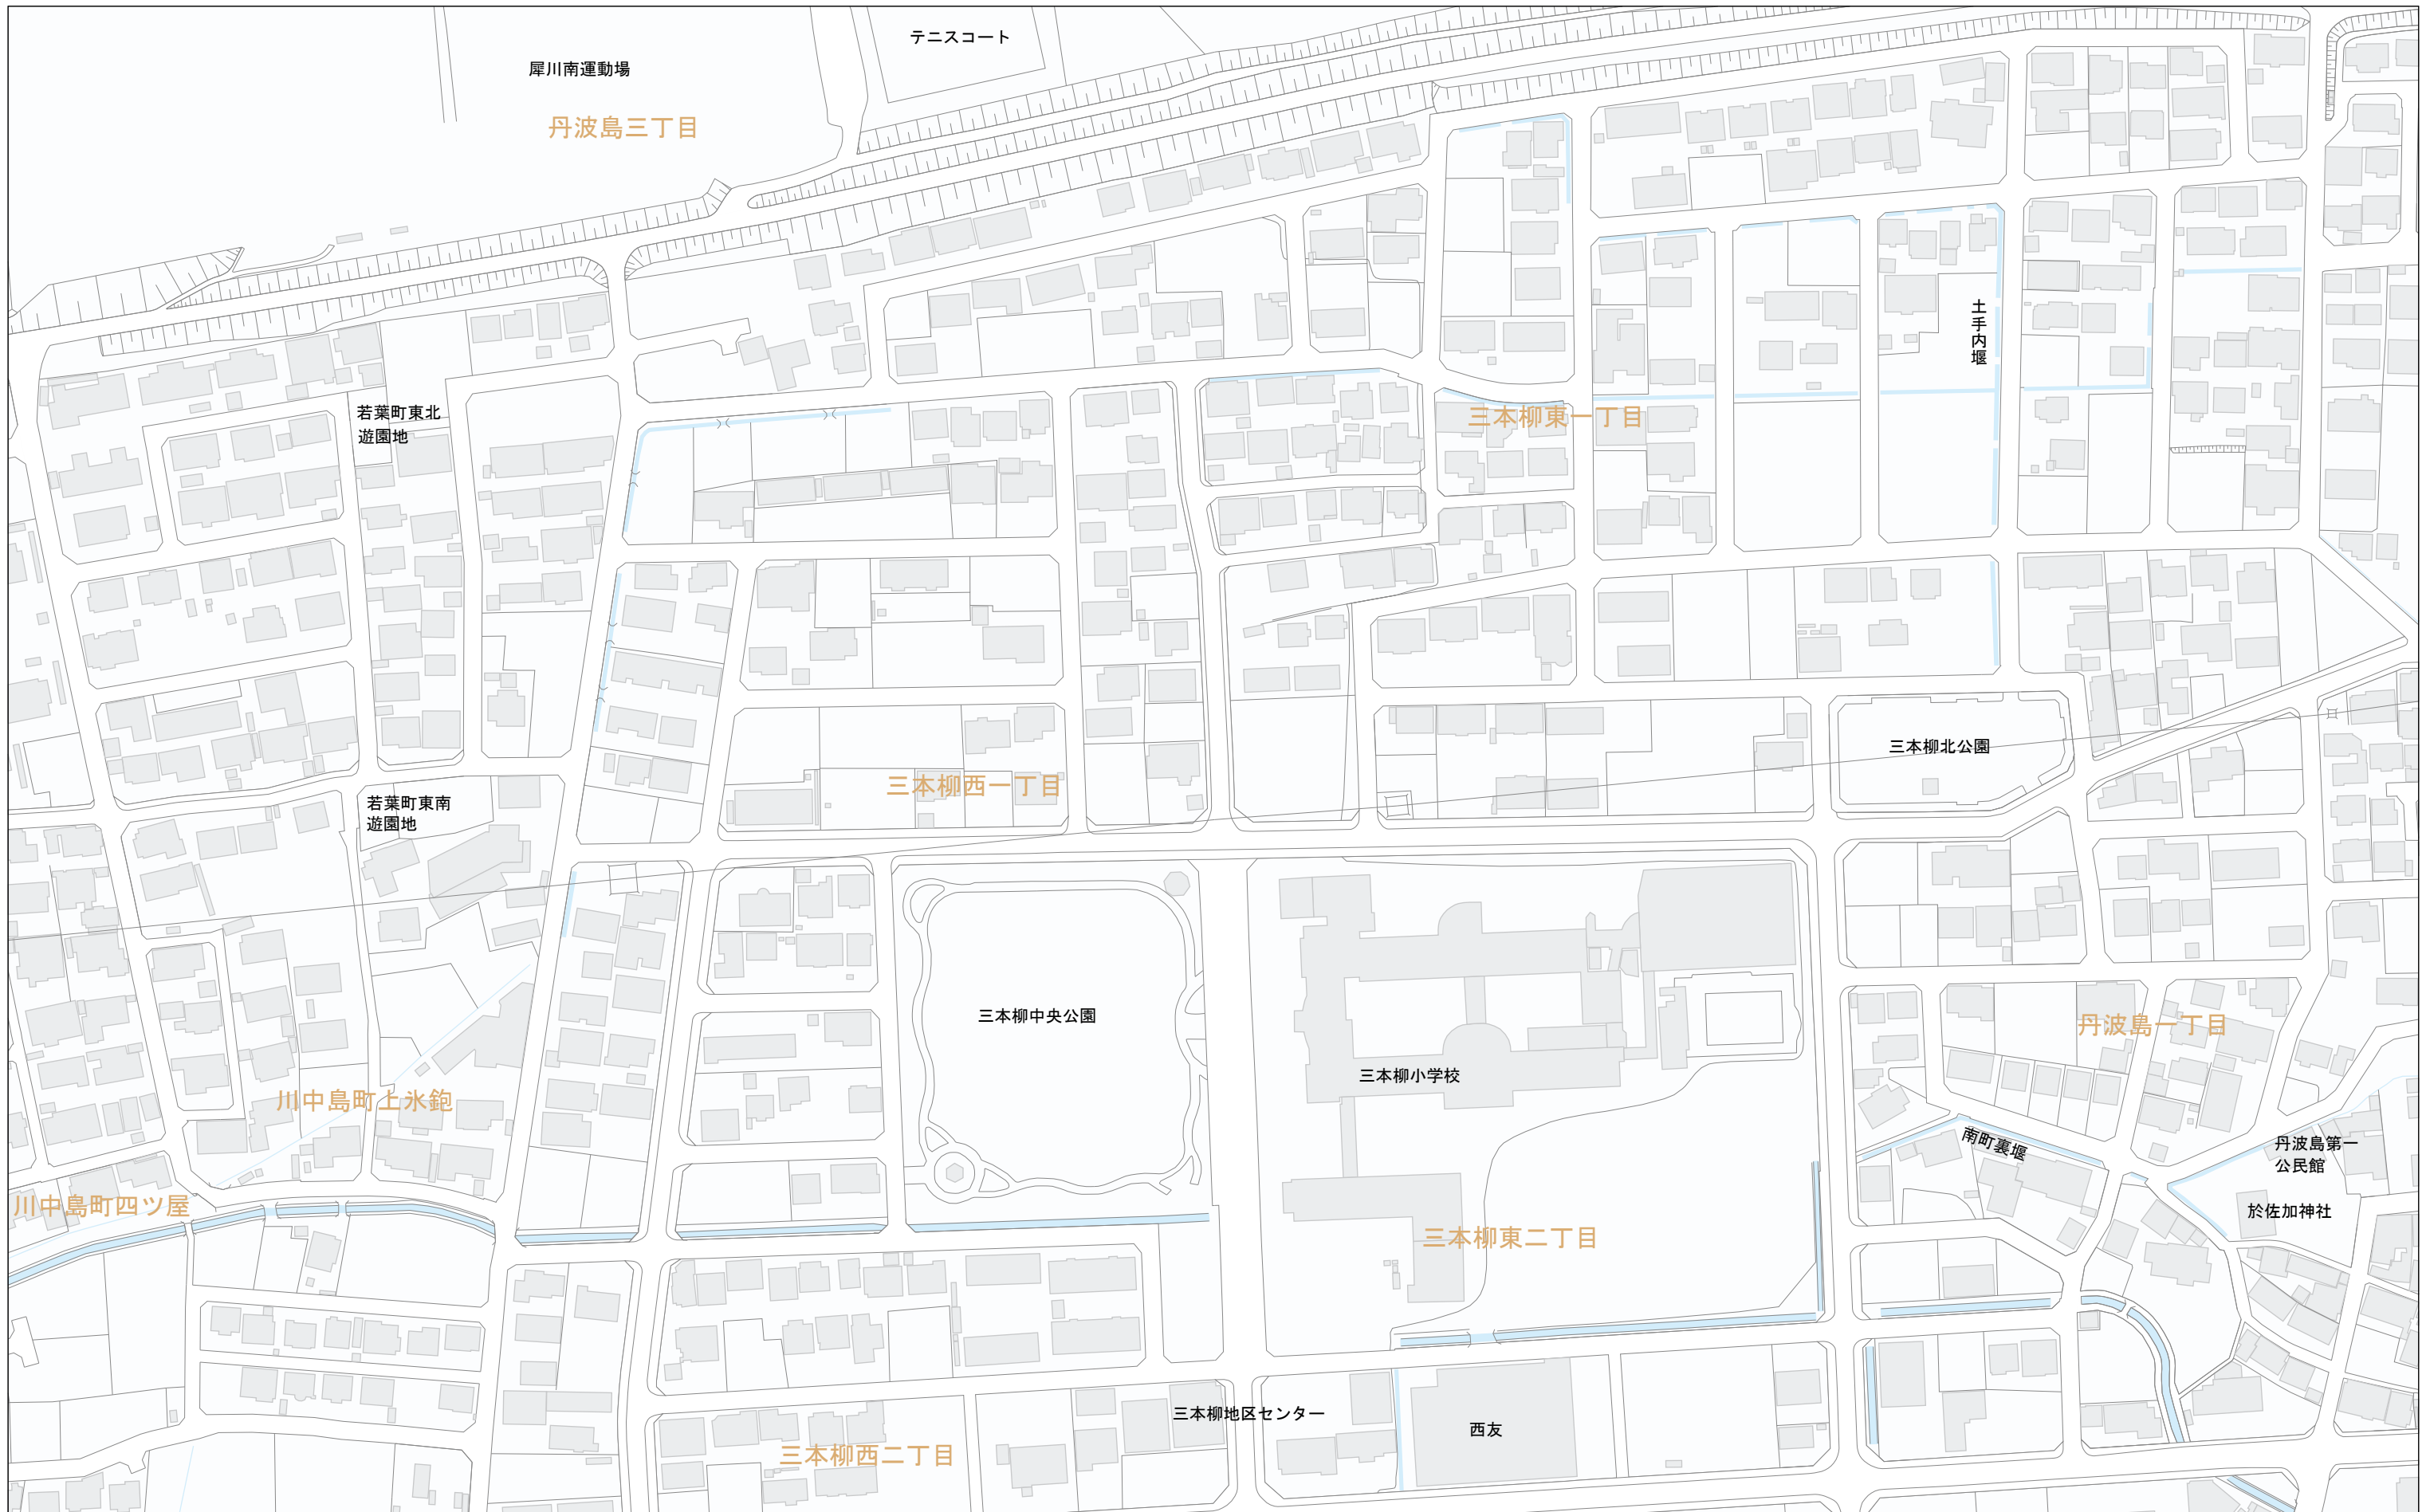 テニスコート
犀川南運動場
丹波島三丁目
土手内堰
若葉町東北
遊園地
三本柳東一丁目
三本柳北公園
三本柳西一丁目
若葉町東南
遊園地
三本柳中央公園
丹波島一丁目
三本柳小学校
川中島町上氷鉋
南町裏堰
丹波島第一
公民館
川中島町四ツ屋
於佐加神社
三本柳東二丁目
三本柳地区センター
西友
三本柳西二丁目